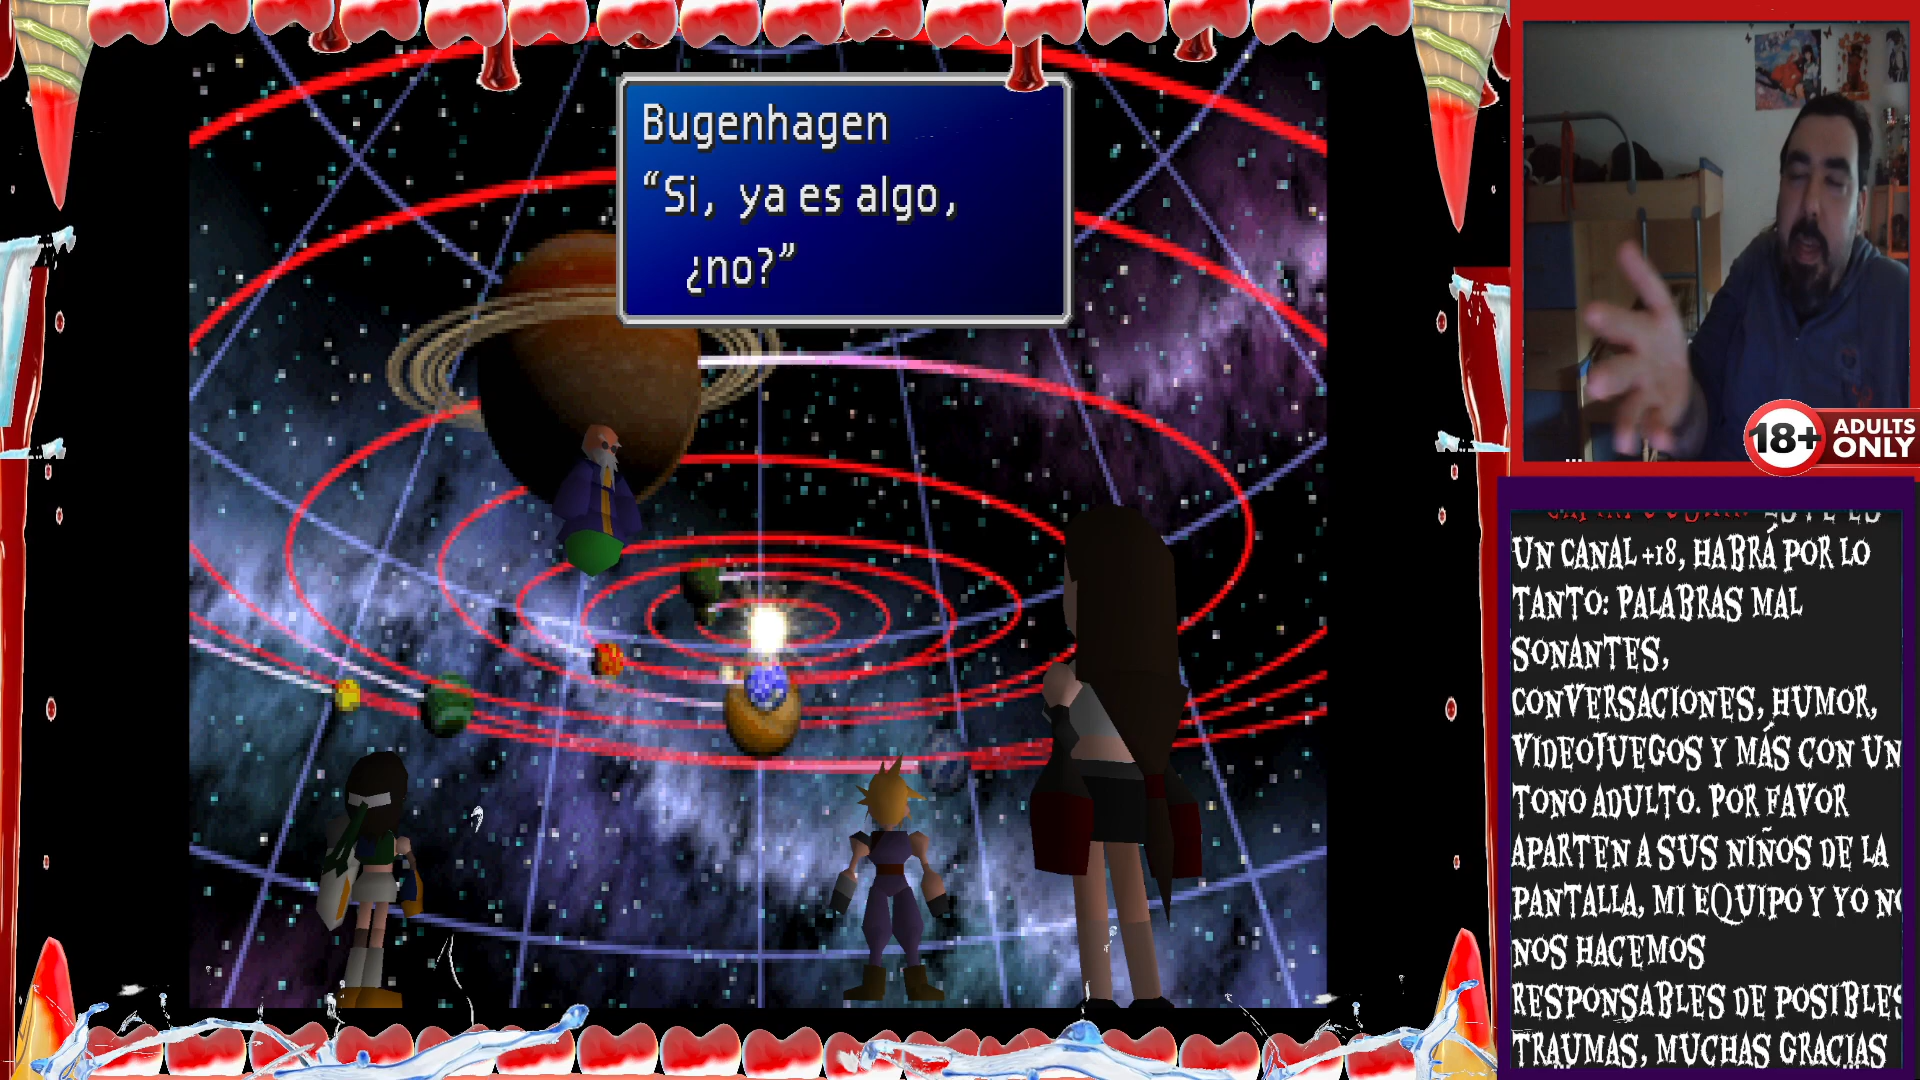 Bugenhagen
“Si, ya es algo,
¿no?”
18+ ADULTS
ONLY
UN CANAL +18, HABRÁ POR LO
TANTO: PALABRAS MAL
SONANTES,
CONVERSACIONES, HUMOR,
VIDEOJUEGOS Y MÁS CON UN
TONO ADULTO. POR FAVOR
APARTEN A SUS NIÑOS DE LA
PANTALLA, MI EQUIPO Y YO NO
NOS HACEMOS
RESPONSABLES DE POSIBLES
TRAUMAS, MUCHAS GRACIAS